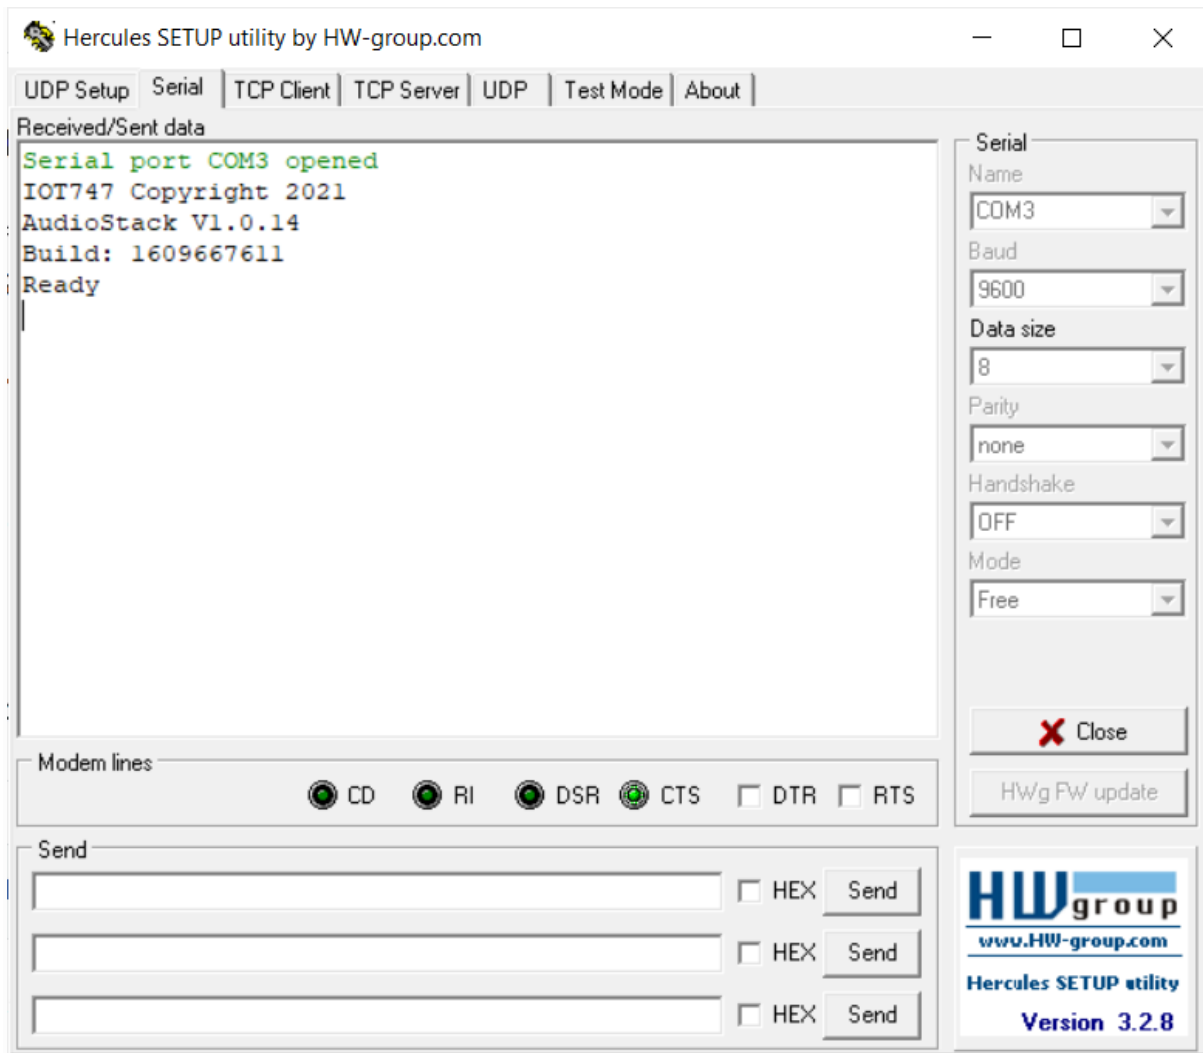 Hercules SETUP utility by HW-group.com
UDP Setup Serial TCP Client TCP Server UDP Test Mode About
Received/Sent data
Serial port COM3 opened
IOT747 Copyright 2021
AudioStack V1.0.14
Build: 1609667611
Ready
Serial
Name
COM3
Baud
9600
Data size
8
Parity
none
Handshake
OFF
Mode
Free
Close
HWg FW update
Modem lines
CD RI DSR CTS DTR RTS
Send
HEX Send
HEX Send
HEX Send
HW group
www.HW-group.com
Hercules SETUP utility
Version 3.2.8